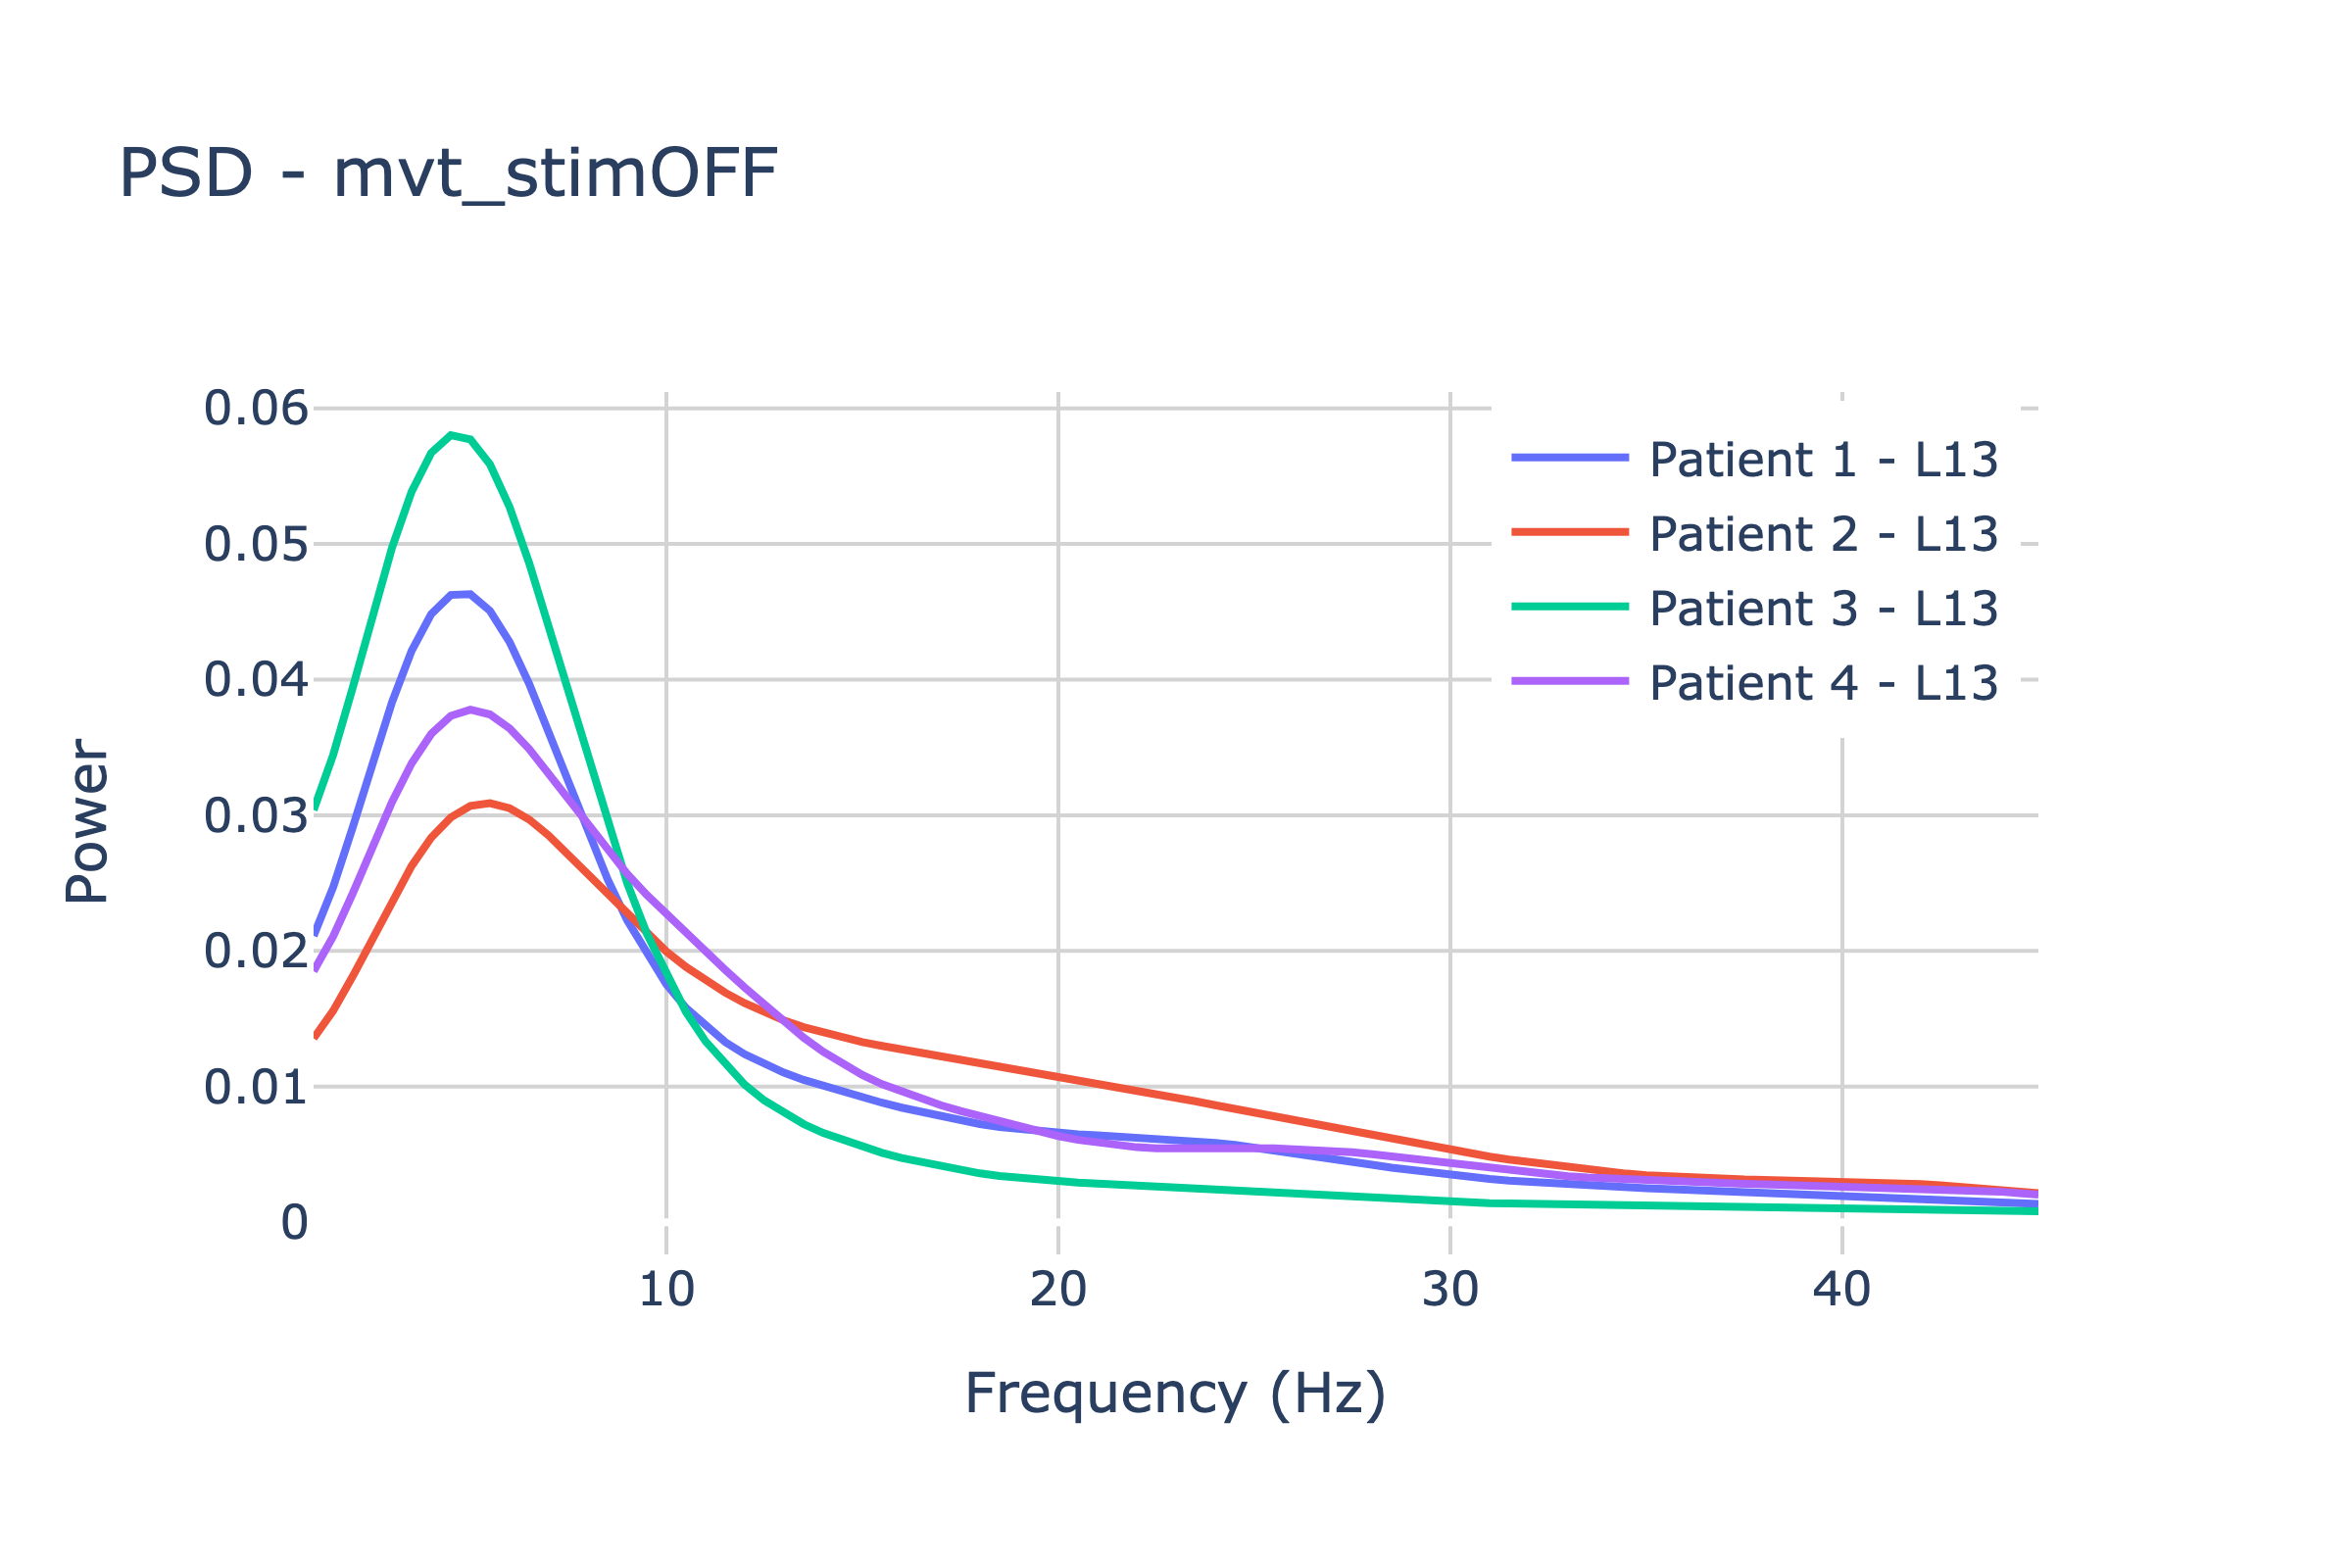 PSD - mvt_stimOFF
0.06
0.05
0.04
0.03
0.02
0.01
0
Power
Patient 1 - L13
Patient 2 - L13
Patient 3 - L13
Patient 4 - L13
10
20
30
40
Frequency (Hz)